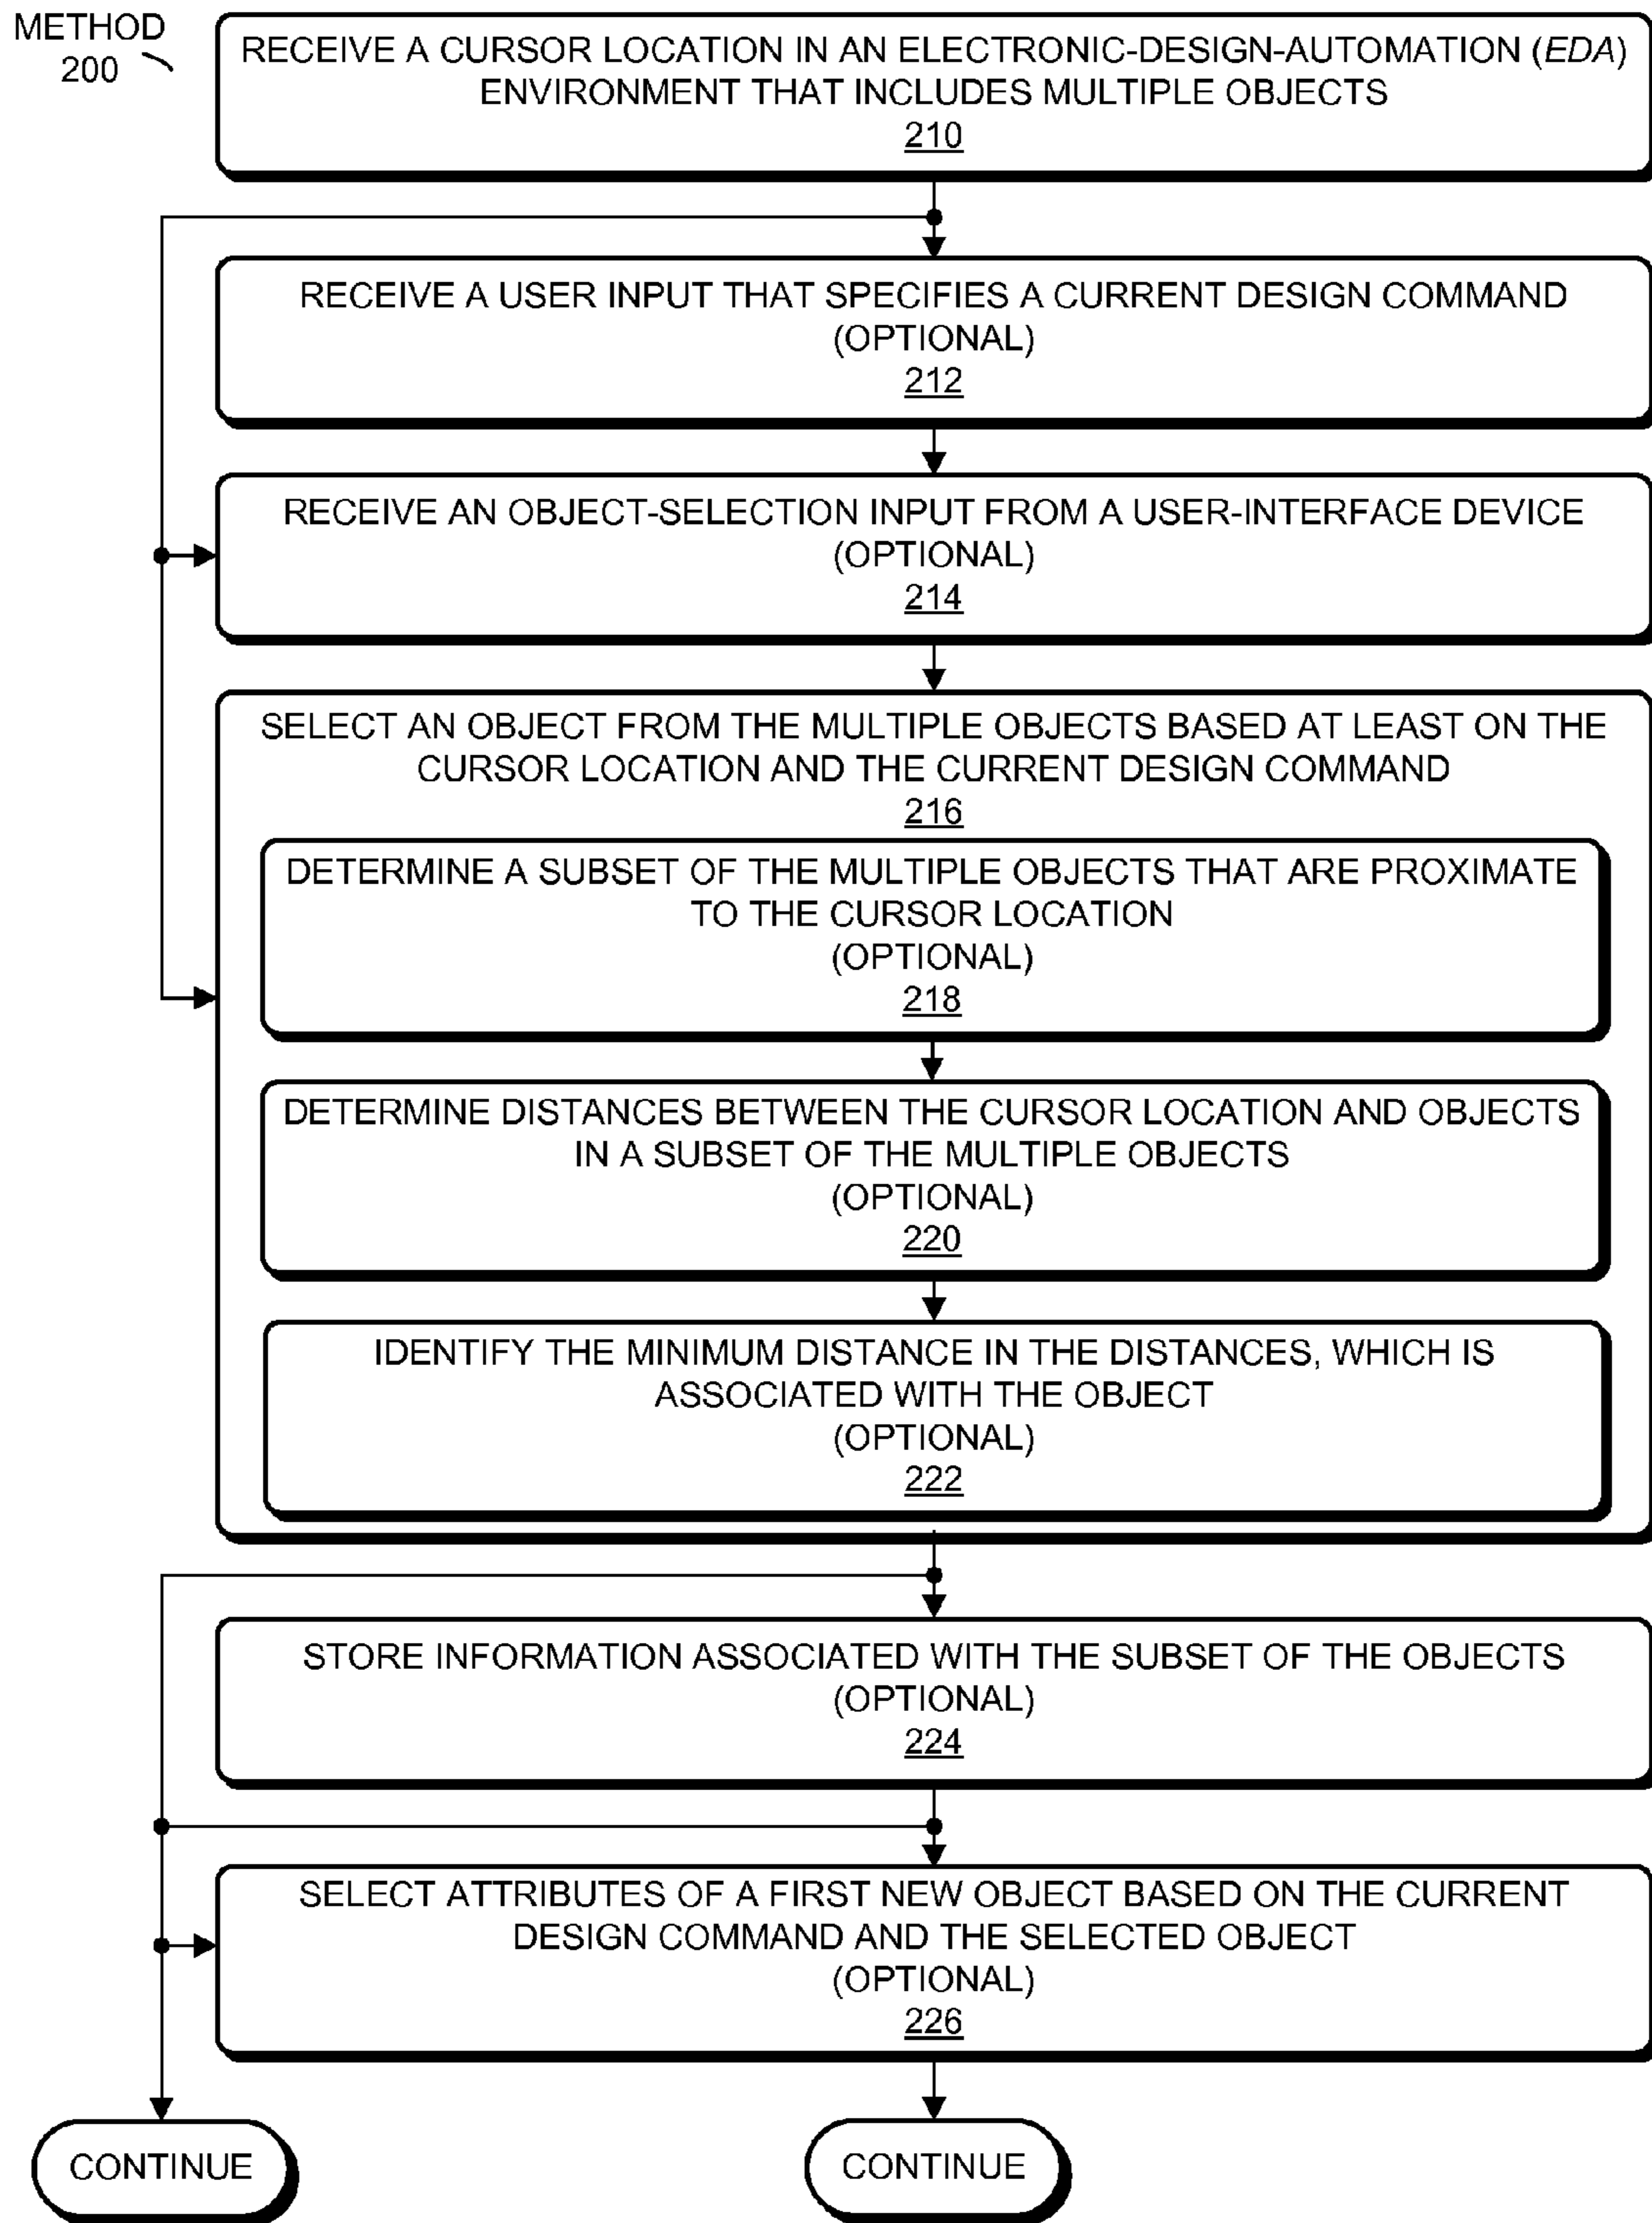 METHOD
200
RECEIVE A CURSOR LOCATION IN AN ELECTRONIC-DESIGN-AUTOMATION (EDA)
ENVIRONMENT THAT INCLUDES MULTIPLE OBJECTS
210
RECEIVE A USER INPUT THAT SPECIFIES A CURRENT DESIGN COMMAND
(OPTIONAL)
212
RECEIVE AN OBJECT-SELECTION INPUT FROM A USER-INTERFACE DEVICE
(OPTIONAL)
214
SELECT AN OBJECT FROM THE MULTIPLE OBJECTS BASED AT LEAST ON THE
CURSOR LOCATION AND THE CURRENT DESIGN COMMAND
216
DETERMINE A SUBSET OF THE MULTIPLE OBJECTS THAT ARE PROXIMATE
TO THE CURSOR LOCATION
(OPTIONAL)
218
DETERMINE DISTANCES BETWEEN THE CURSOR LOCATION AND OBJECTS
IN A SUBSET OF THE MULTIPLE OBJECTS
(OPTIONAL)
220
IDENTIFY THE MINIMUM DISTANCE IN THE DISTANCES, WHICH IS
ASSOCIATED WITH THE OBJECT
(OPTIONAL)
222
STORE INFORMATION ASSOCIATED WITH THE SUBSET OF THE OBJECTS
(OPTIONAL)
224
SELECT ATTRIBUTES OF A FIRST NEW OBJECT BASED ON THE CURRENT
DESIGN COMMAND AND THE SELECTED OBJECT
(OPTIONAL)
226
CONTINUE
CONTINUE